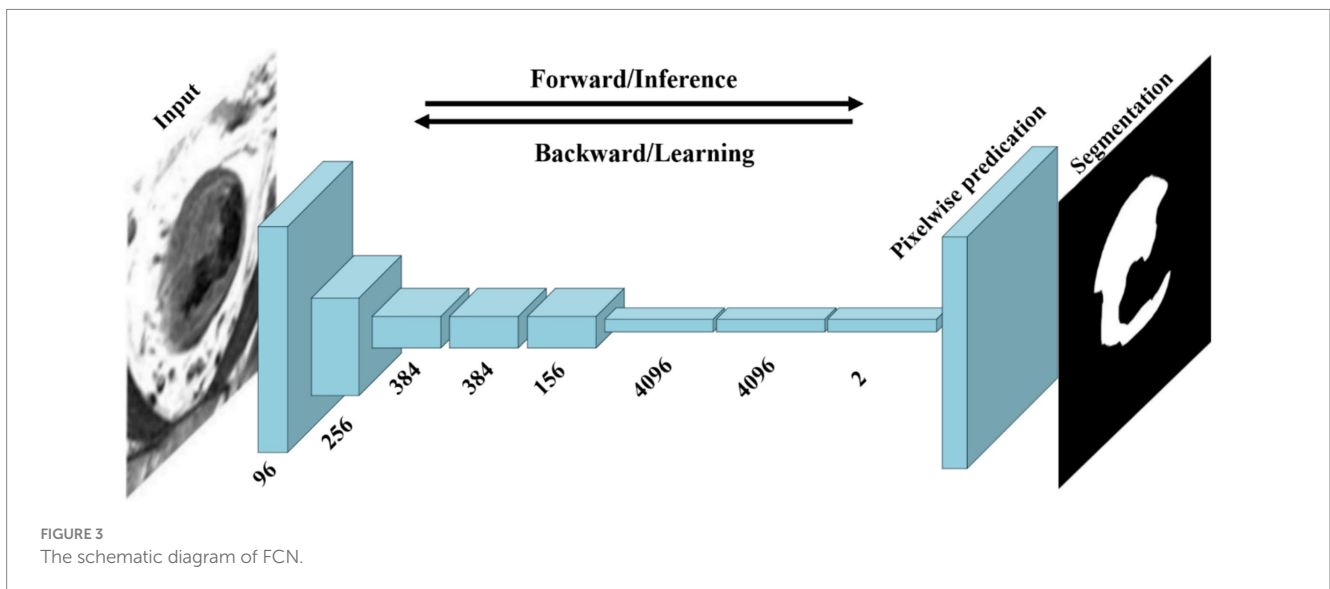 Input
Forward/Inference
Backward/Learning
Pixelwise predication
Segmentation
96
256
384
384
156
4096
4096
2
FIGURE 3
The schematic diagram of FCN.